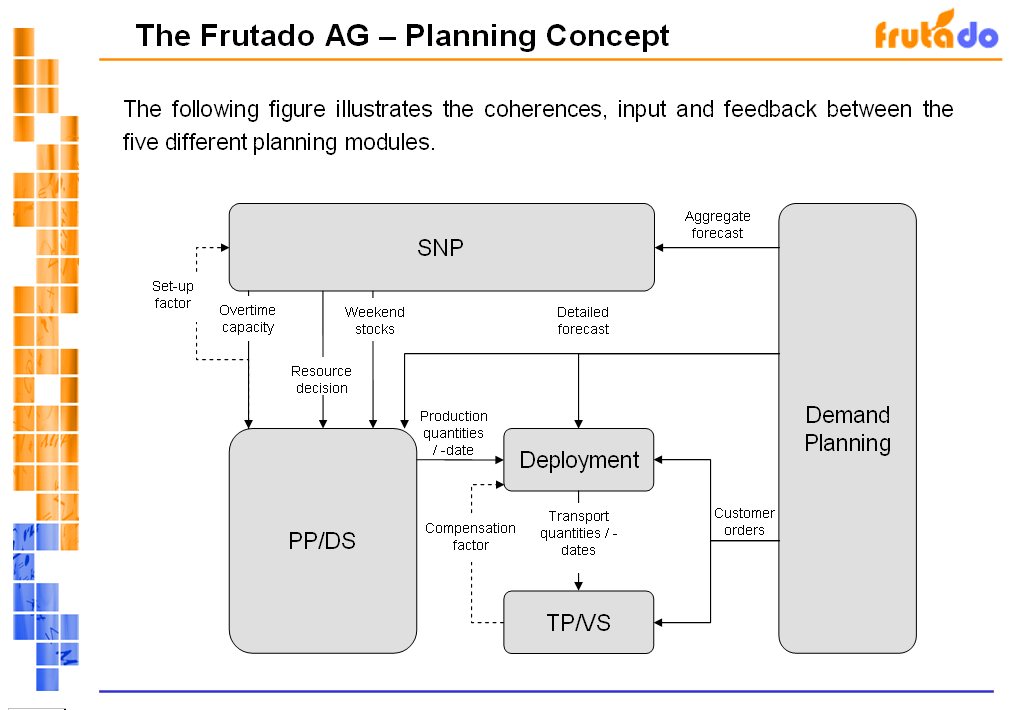 The Frutado AG – Planning Concept
frutado
The following figure illustrates the coherences, input and feedback between the
five different planning modules.
SNP
Aggregate
forecast
Set-up
factor
Overtime
capacity
Weekend
stocks
Detailed
forecast
Resource
decision
Production
quantities
/ -date
Demand
Planning
Deployment
PP/DS
Compensation
factor
Transport
quantities / -
dates
Customer
orders
TP/VS